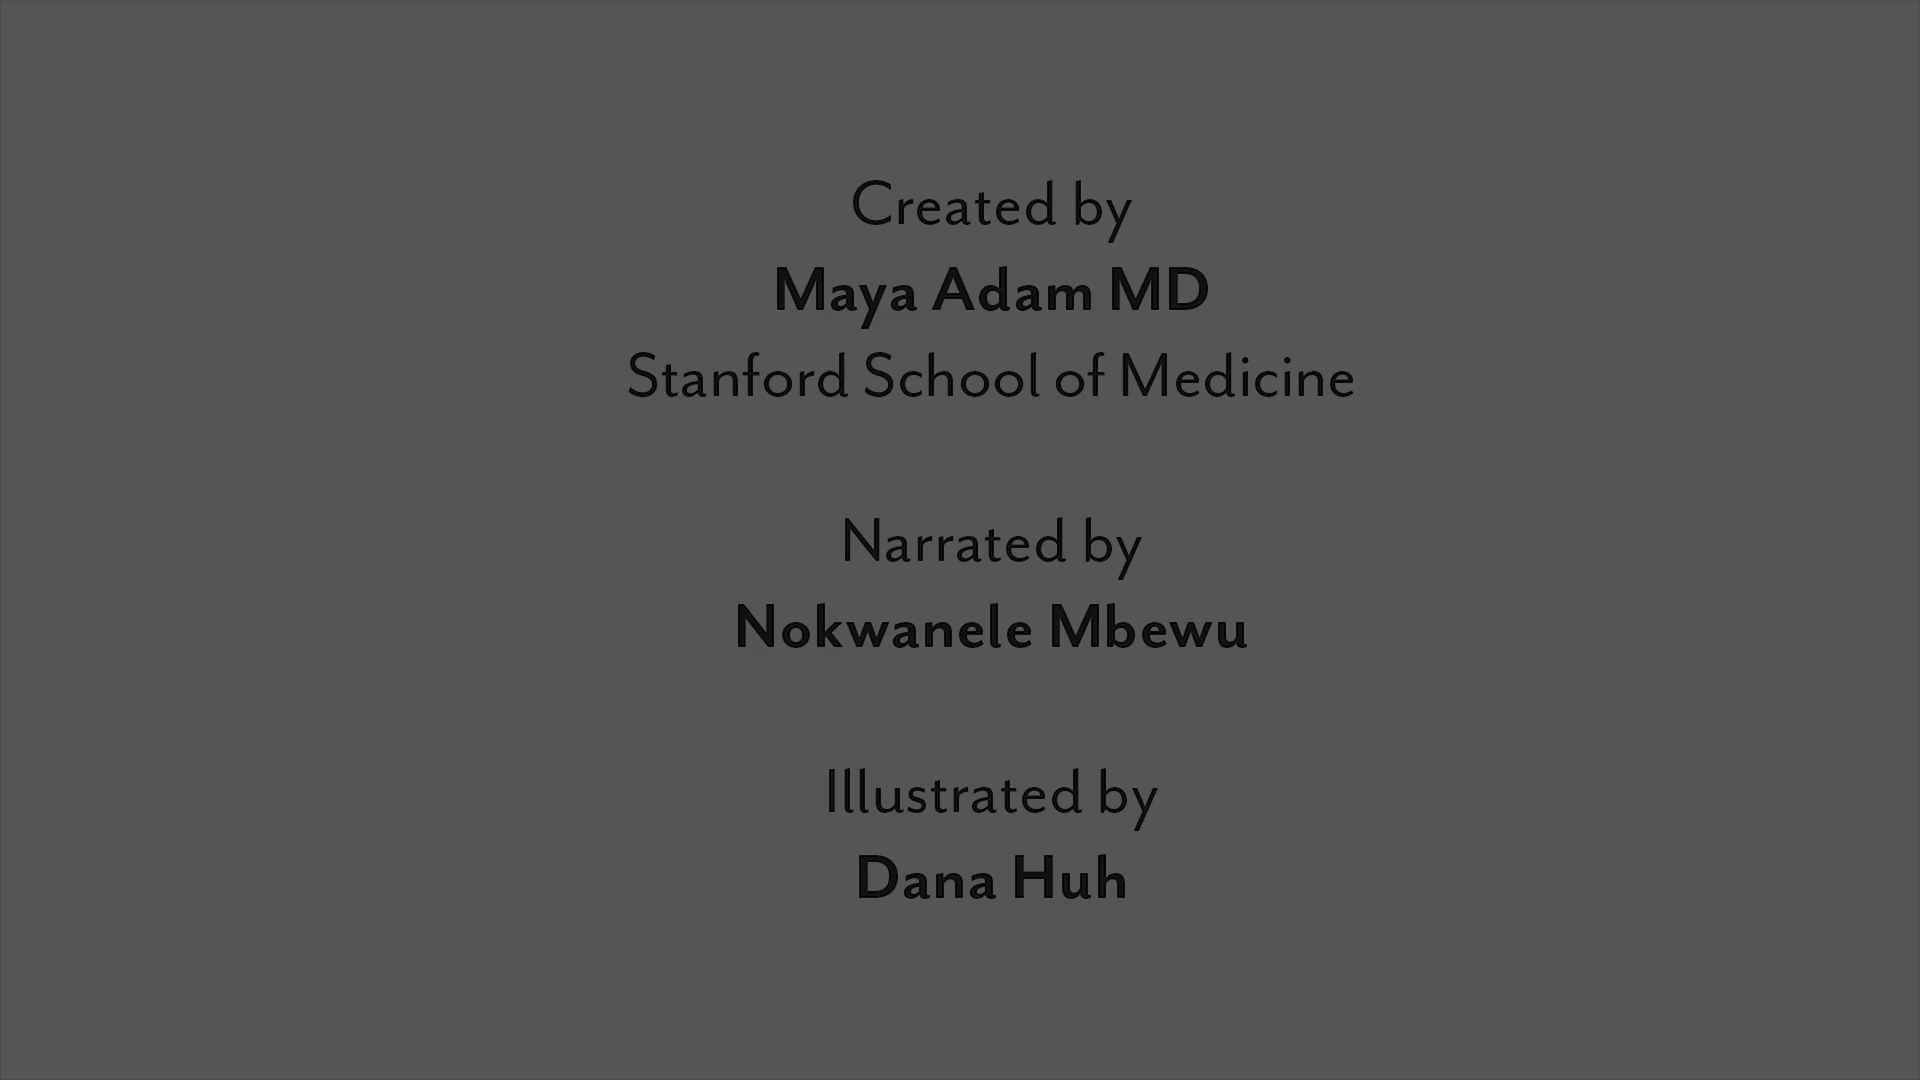 Created by
Maya Adam MD
Stanford School of Medicine
Narrated by
Nokwanele Mbewu
Illustrated by
Dana Huh